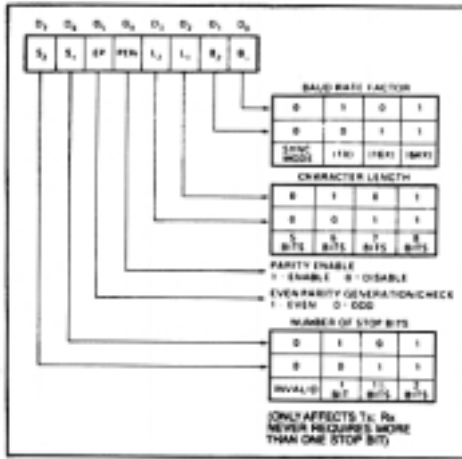 D7 D6 D5 D4 D3 D2 D1 D0
S2 S1 EP PEN L2 L1 B2 B1
BAUD RATE FACTOR
0 1 0 1
0 0 1 1
SYNC MODE (1X) (16X) (64X)
CHARACTER LENGTH
0 1 0 1
0 0 1 1
5 BITS 6 BITS 7 BITS 8 BITS
PARITY ENABLE
1 - ENABLE 0 - DISABLE
EVEN PARITY GENERATION/CHECK
1 - EVEN 0 - ODD
NUMBER OF STOP BITS
0 1 0 1
0 0 1 1
INVALID 1 BIT 1½ BITS 2 BITS
(ONLY AFFECTS Tx; Rx
NEVER REQUIRES MORE
THAN ONE STOP BIT)